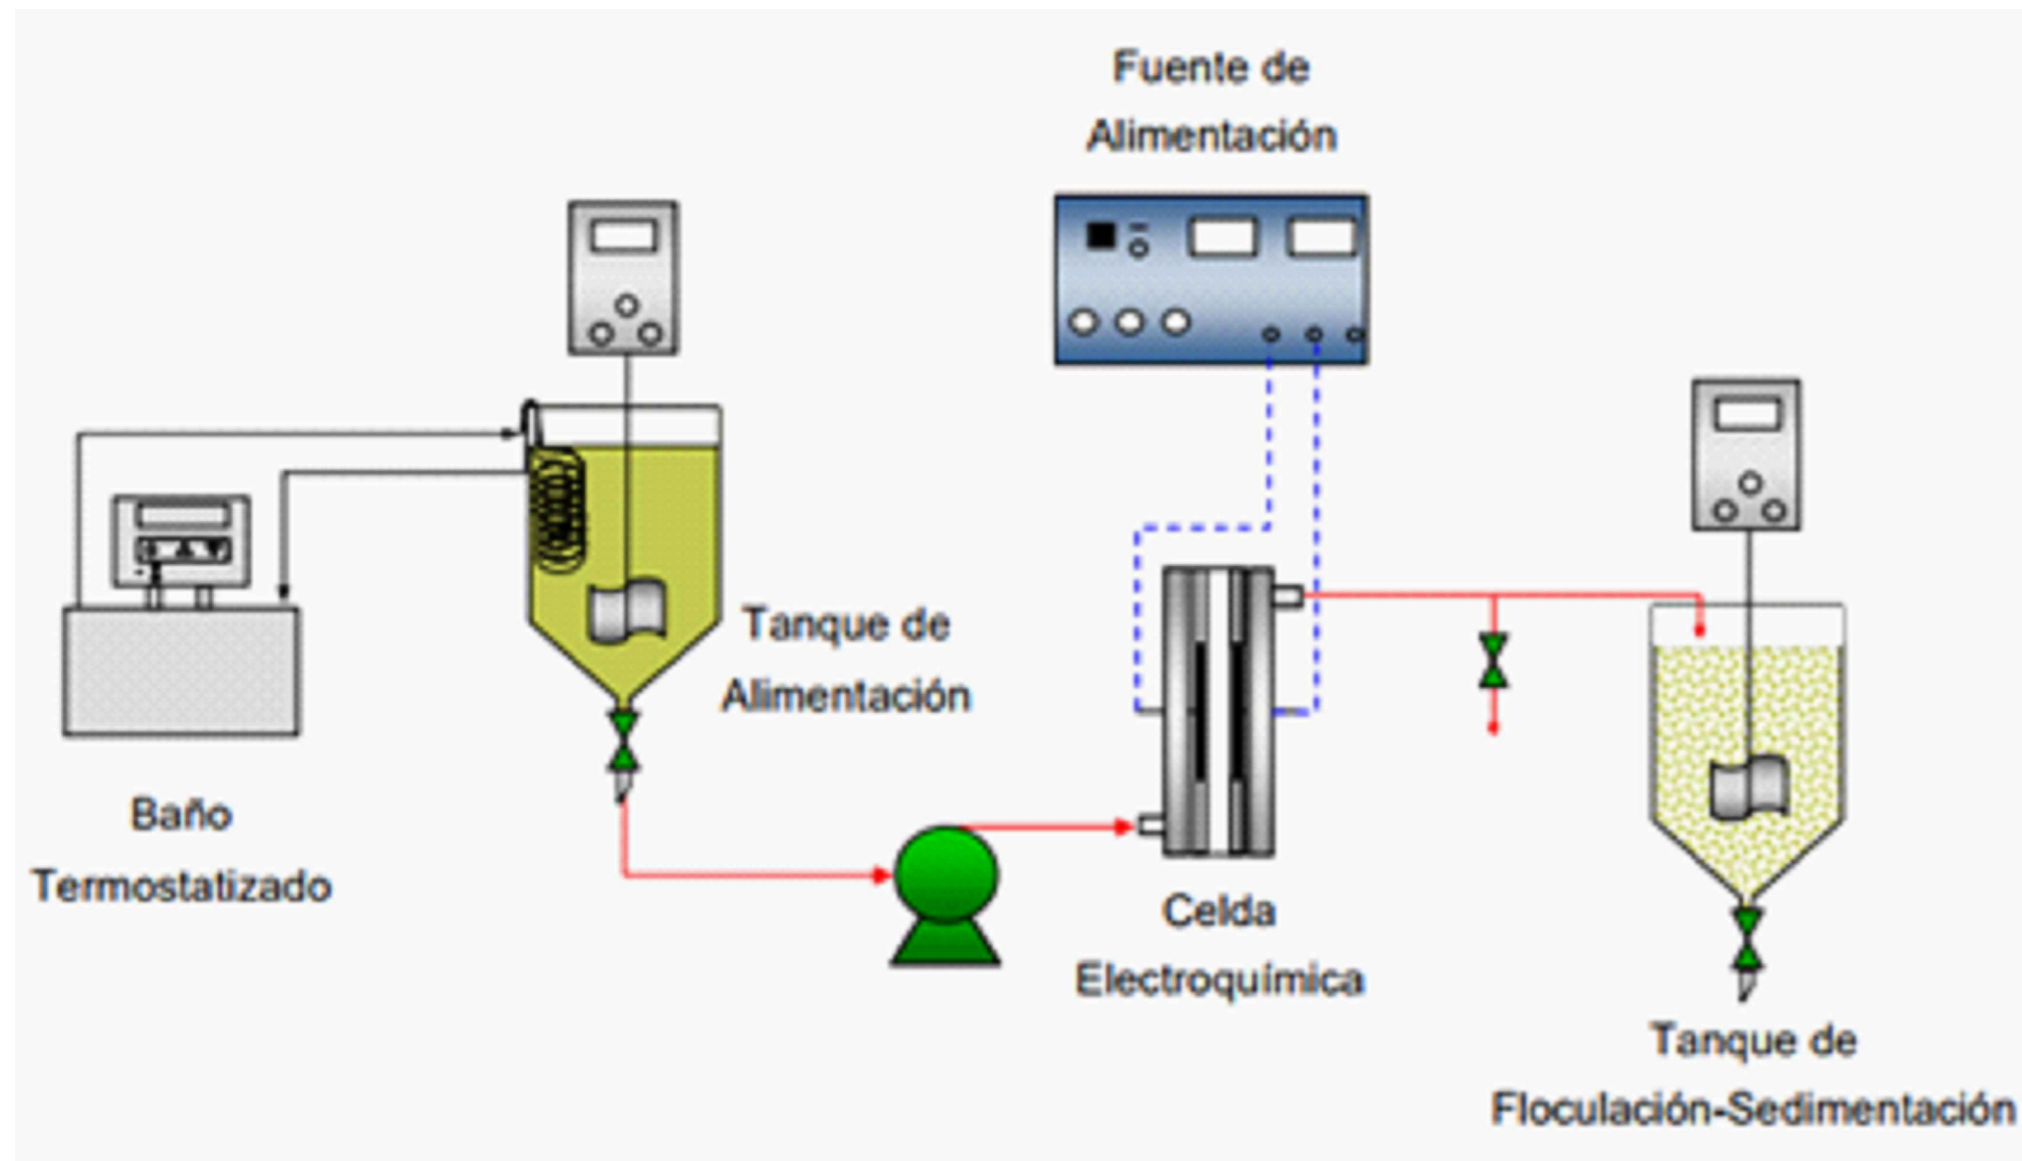 Fuente de
Alimentación
Tanque de
Alimentación
Baño
Termostatizado
Celda
Electroquímica
Tanque de
Floculación-Sedimentación